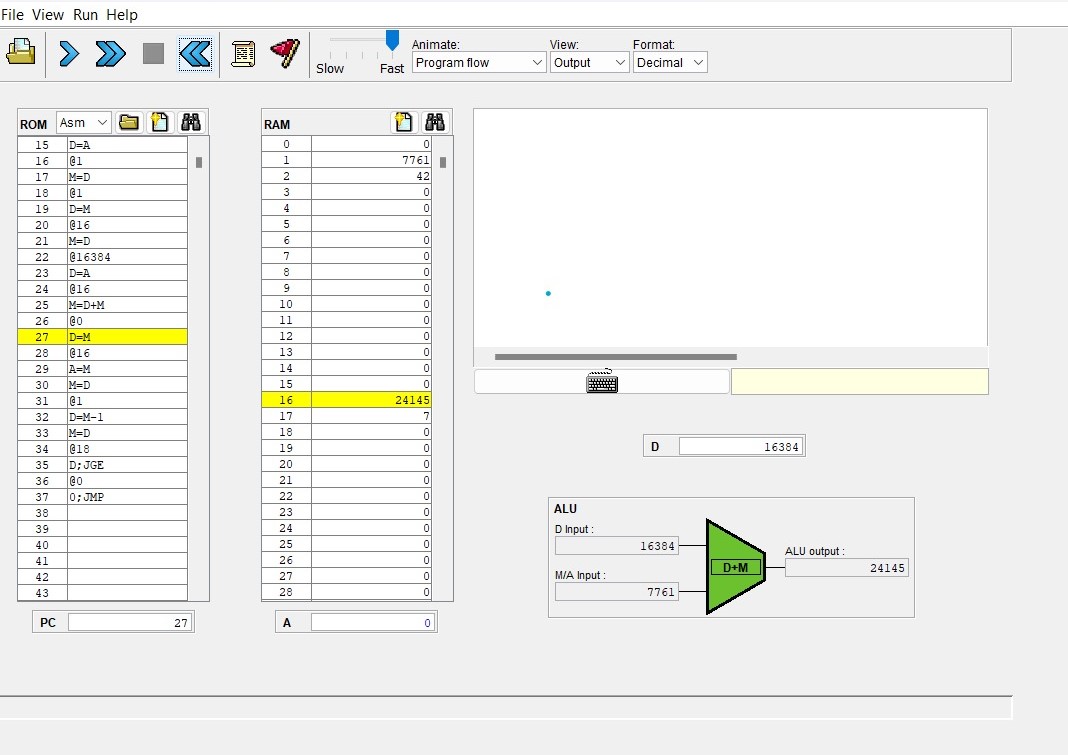 File View Run Help
Slow Fast
Animate: View: Format:
Program flow Output Decimal
ROM Asm
15 D=A
16 @1
17 M=D
18 @1
19 D=M
20 @16
21 M=D
22 @16384
23 D=A
24 @16
25 M=D+M
26 @0
27 D=M
28 @16
29 A=M
30 M=D
31 @1
32 D=M-1
33 M=D
34 @18
35 D;JGE
36 @0
37 0;JMP
38
39
40
41
42
43
PC 27
RAM
0 0
1 7761
2 42
3 0
4 0
5 0
6 0
7 0
8 0
9 0
10 0
11 0
12 0
13 0
14 0
15 0
16 24145
17 7
18 0
19 0
20 0
21 0
22 0
23 0
24 0
25 0
26 0
27 0
28 0
A 0
D 16384
ALU
D Input :
16384
M/A Input :
7761
D+M
ALU output :
24145